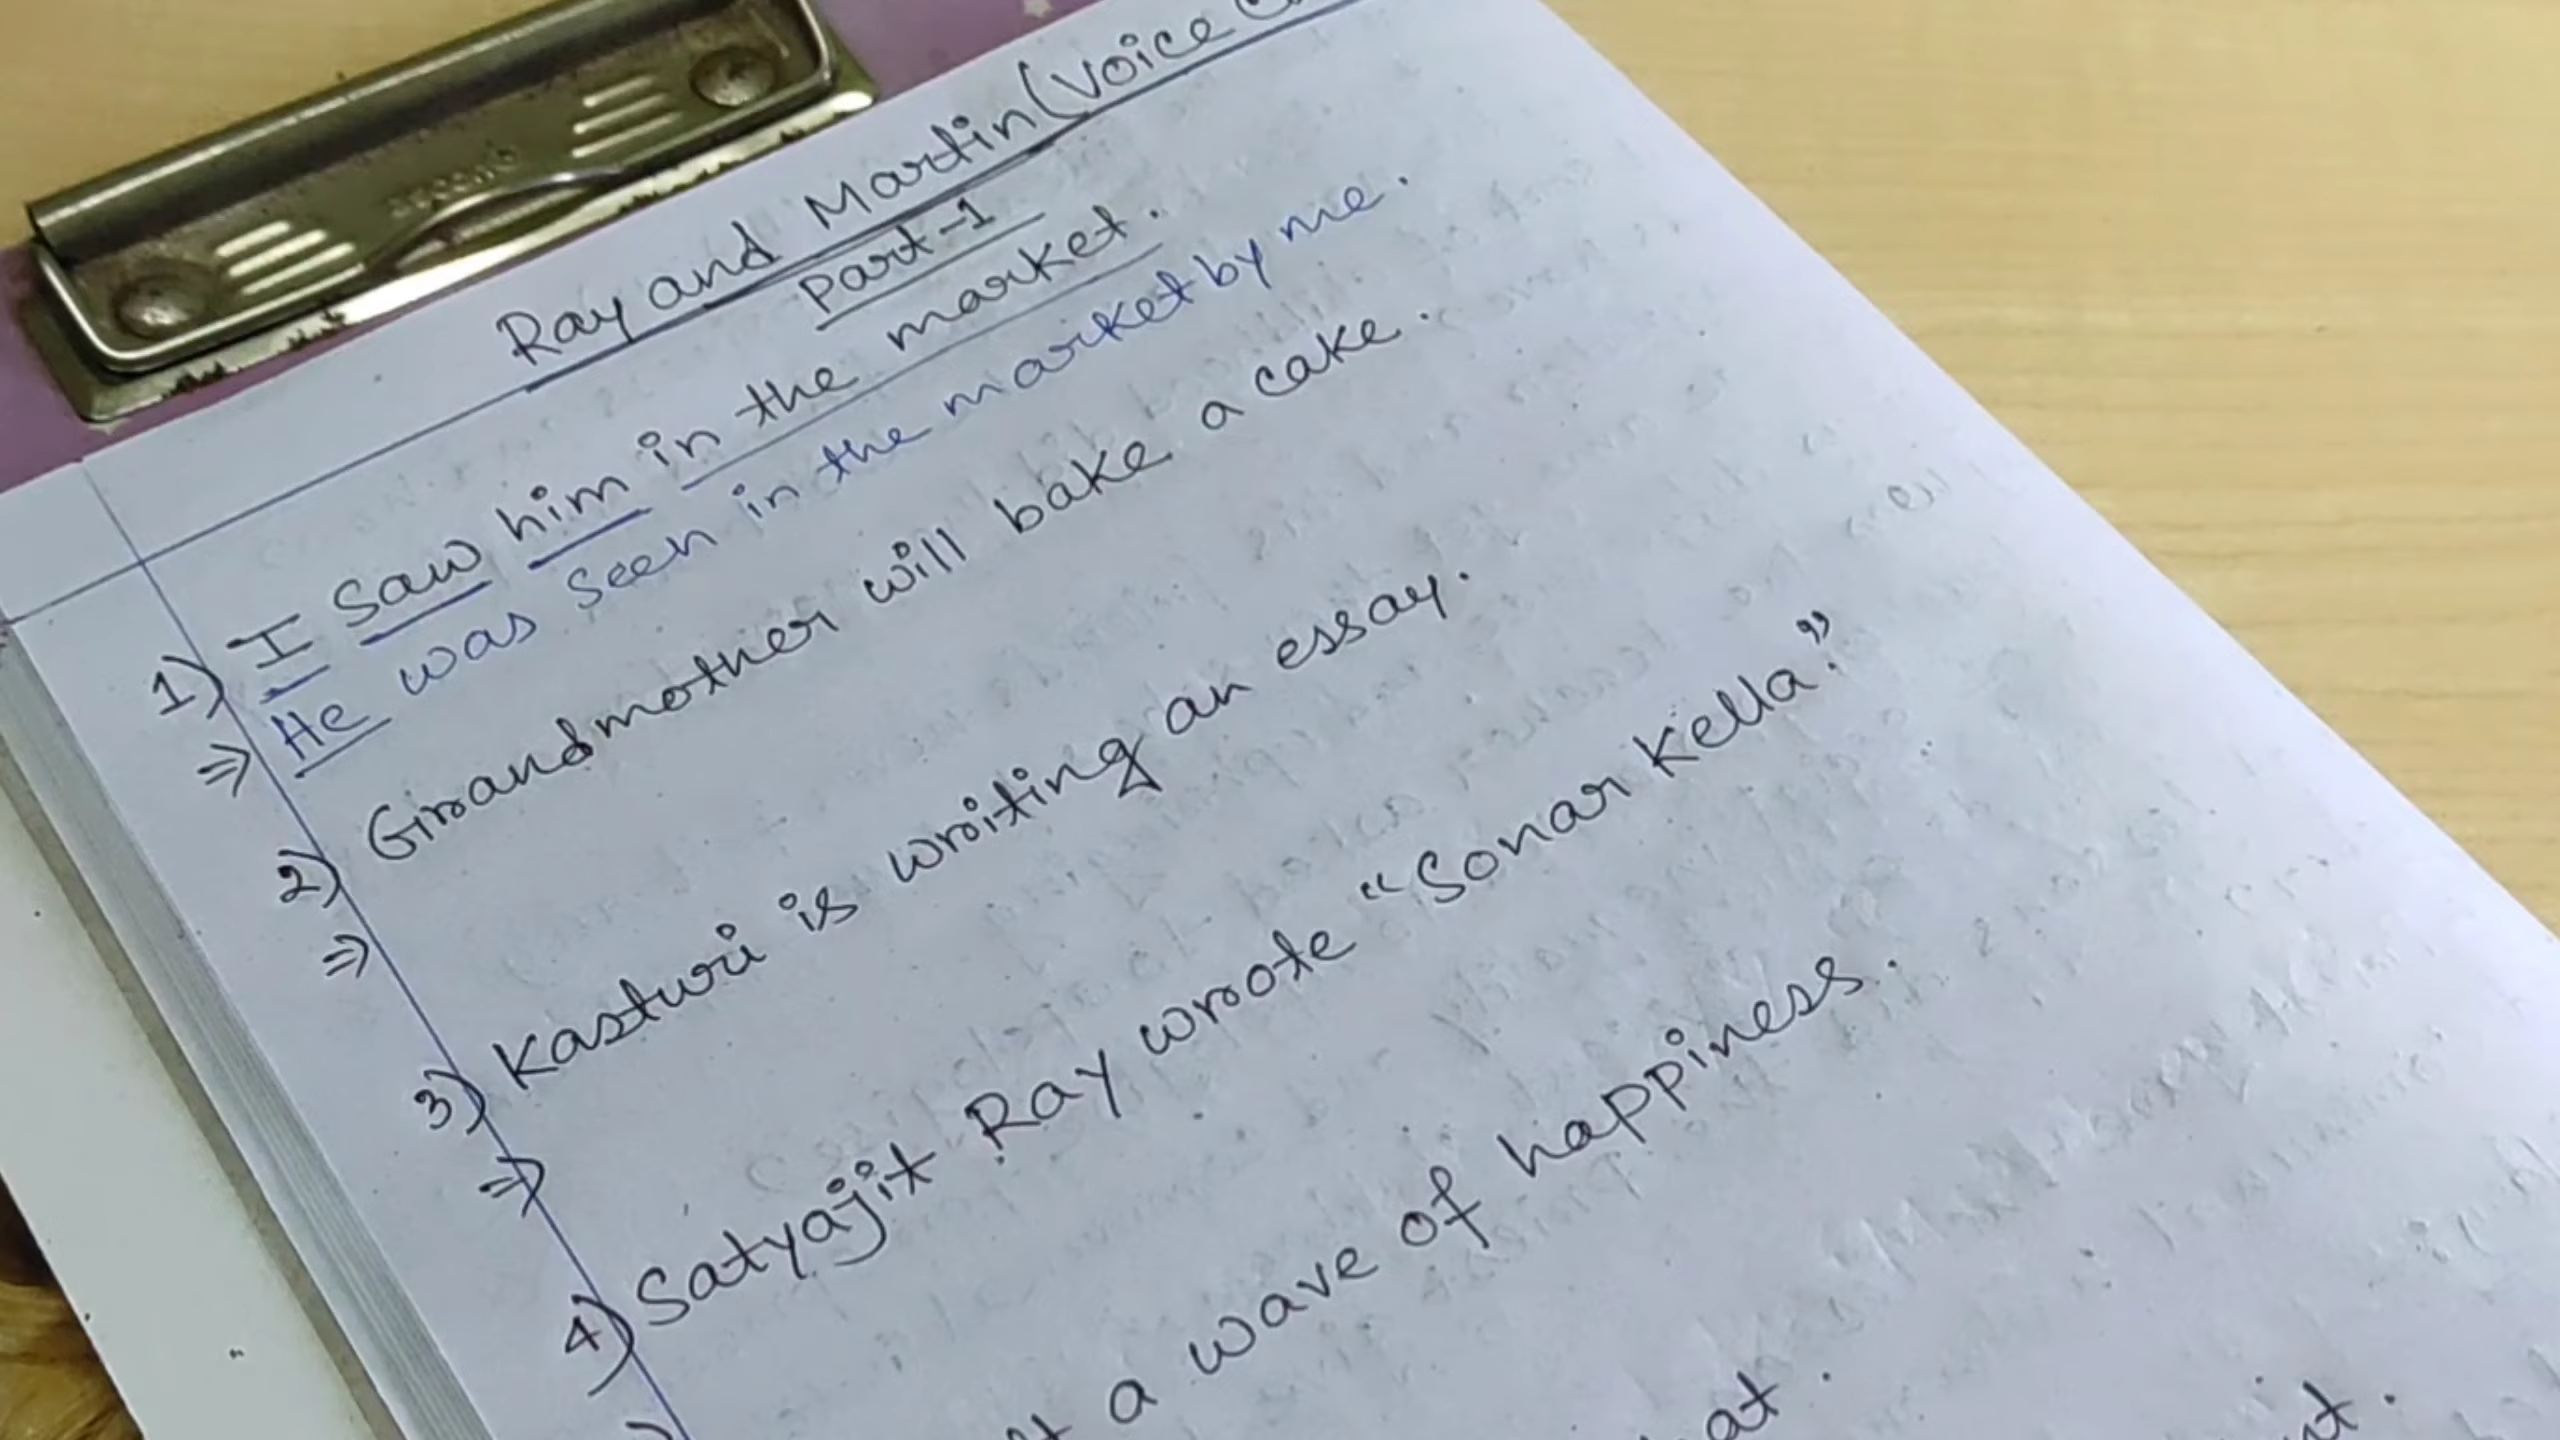 Ray and Martin (Voice
Part-1
1) I saw him in the market.
⇒ He was seen in the market by me.
2) Grandmother will bake a cake.
⇒
3) Kasturi is writing an essay.
⇒
4) Satyajit Ray wrote “Sonar Kella.”
a wave of happiness.